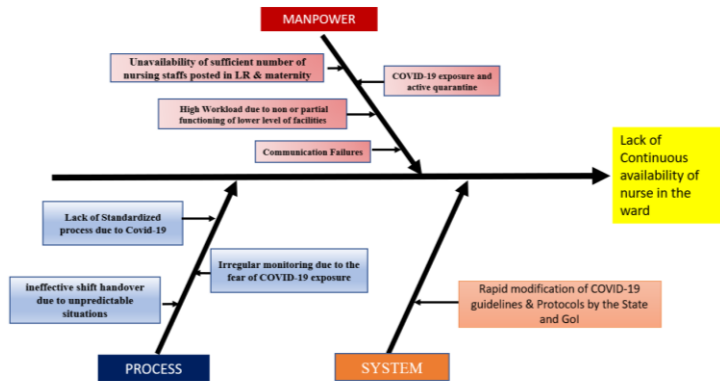 MANPOWER
Unavailability of sufficient number of
nursing staffs posted in LR & maternity
COVID-19 exposure and
active quarantine
High Workload due to non or partial
functioning of lower level of facilities
Communication Failures
Lack of
Continuous
availability of
nurse in the
ward
Lack of Standardized
process due to Covid-19
Irregular monitoring due to the
fear of COVID-19 exposure
ineffective shift handover
due to unpredictable
situations
Rapid modification of COVID-19
guidelines & Protocols by the State
and GoI
PROCESS
SYSTEM